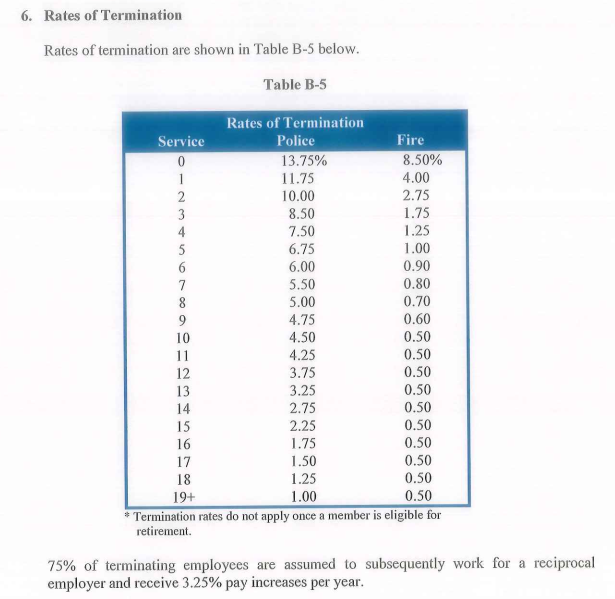 6. Rates of Termination
Rates of termination are shown in Table B-5 below.
Table B-5
Rates of Termination
Service Police Fire
0 13.75% 8.50%
1 11.75 4.00
2 10.00 2.75
3 8.50 1.75
4 7.50 1.25
5 6.75 1.00
6 6.00 0.90
7 5.50 0.80
8 5.00 0.70
9 4.75 0.60
10 4.50 0.50
11 4.25 0.50
12 3.75 0.50
13 3.25 0.50
14 2.75 0.50
15 2.25 0.50
16 1.75 0.50
17 1.50 0.50
18 1.25 0.50
19+ 1.00 0.50
* Termination rates do not apply once a member is eligible for
retirement.
75% of terminating employees are assumed to subsequently work for a reciprocal
employer and receive 3.25% pay increases per year.